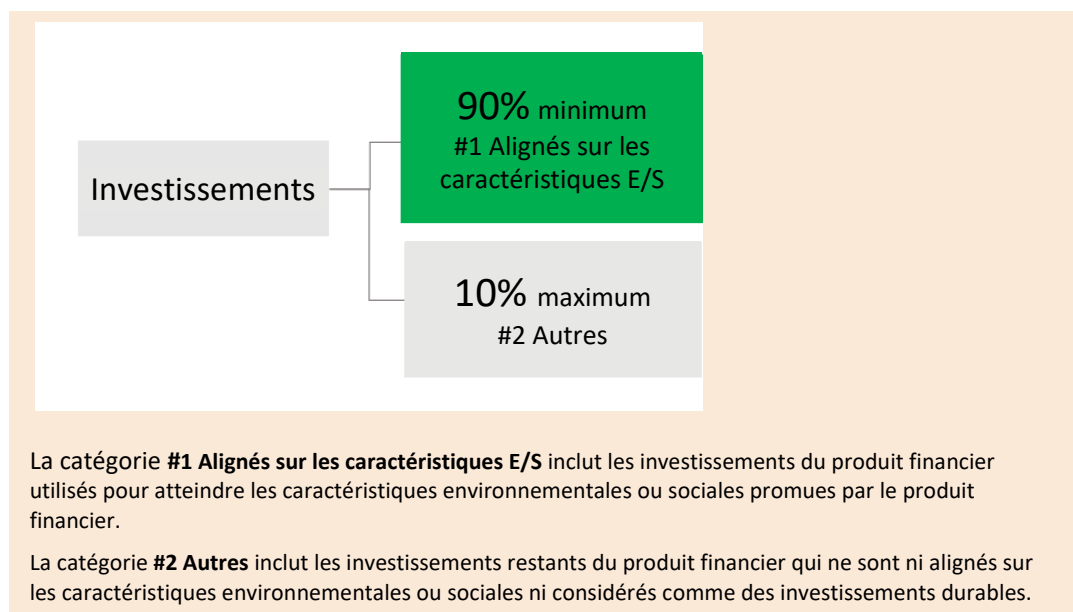 90% minimum
#1 Alignés sur les
caractéristiques E/S
Investissements
10% maximum
#2 Autres
La catégorie #1 Alignés sur les caractéristiques E/S inclut les investissements du produit financier
utilisés pour atteindre les caractéristiques environnementales ou sociales promues par le produit
financier.
La catégorie #2 Autres inclut les investissements restants du produit financier qui ne sont ni alignés sur
les caractéristiques environnementales ou sociales ni considérés comme des investissements durables.